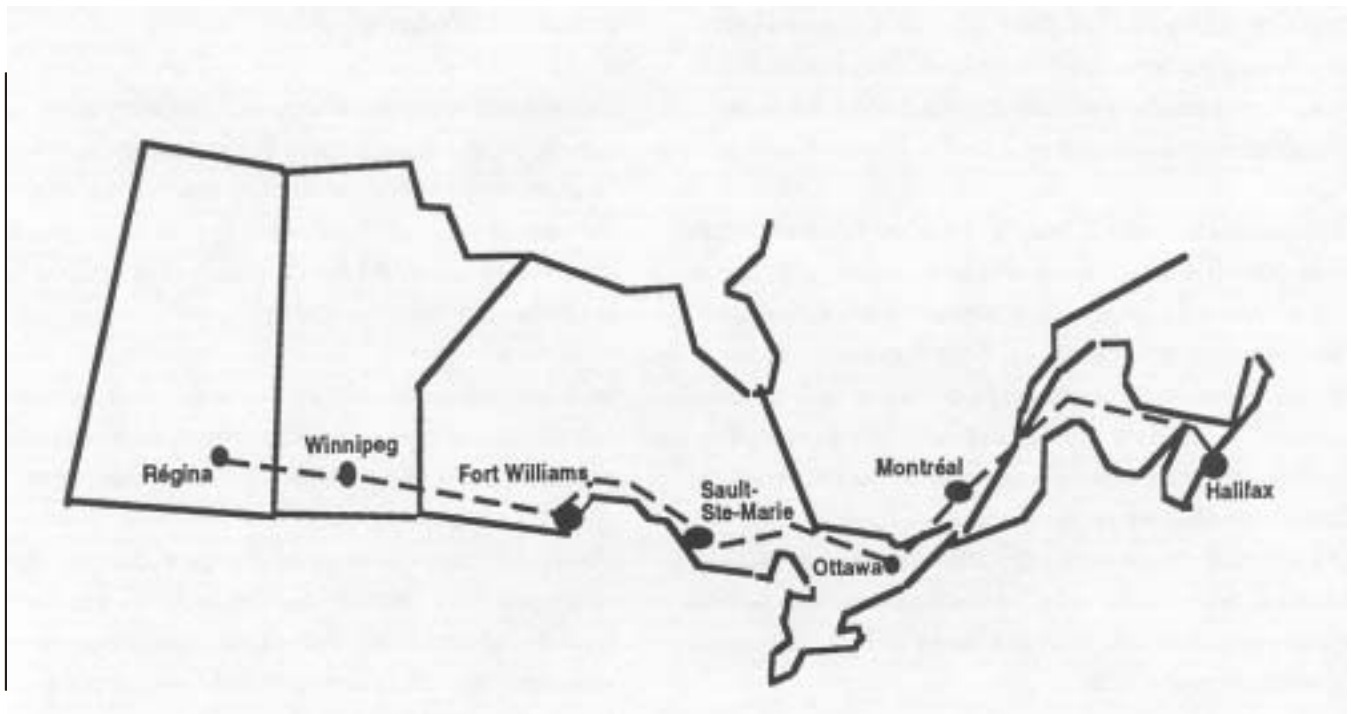 Régina
Winnipeg
Fort Williams
Sault-
Ste-Marie
Ottawa
Montréal
Halifax